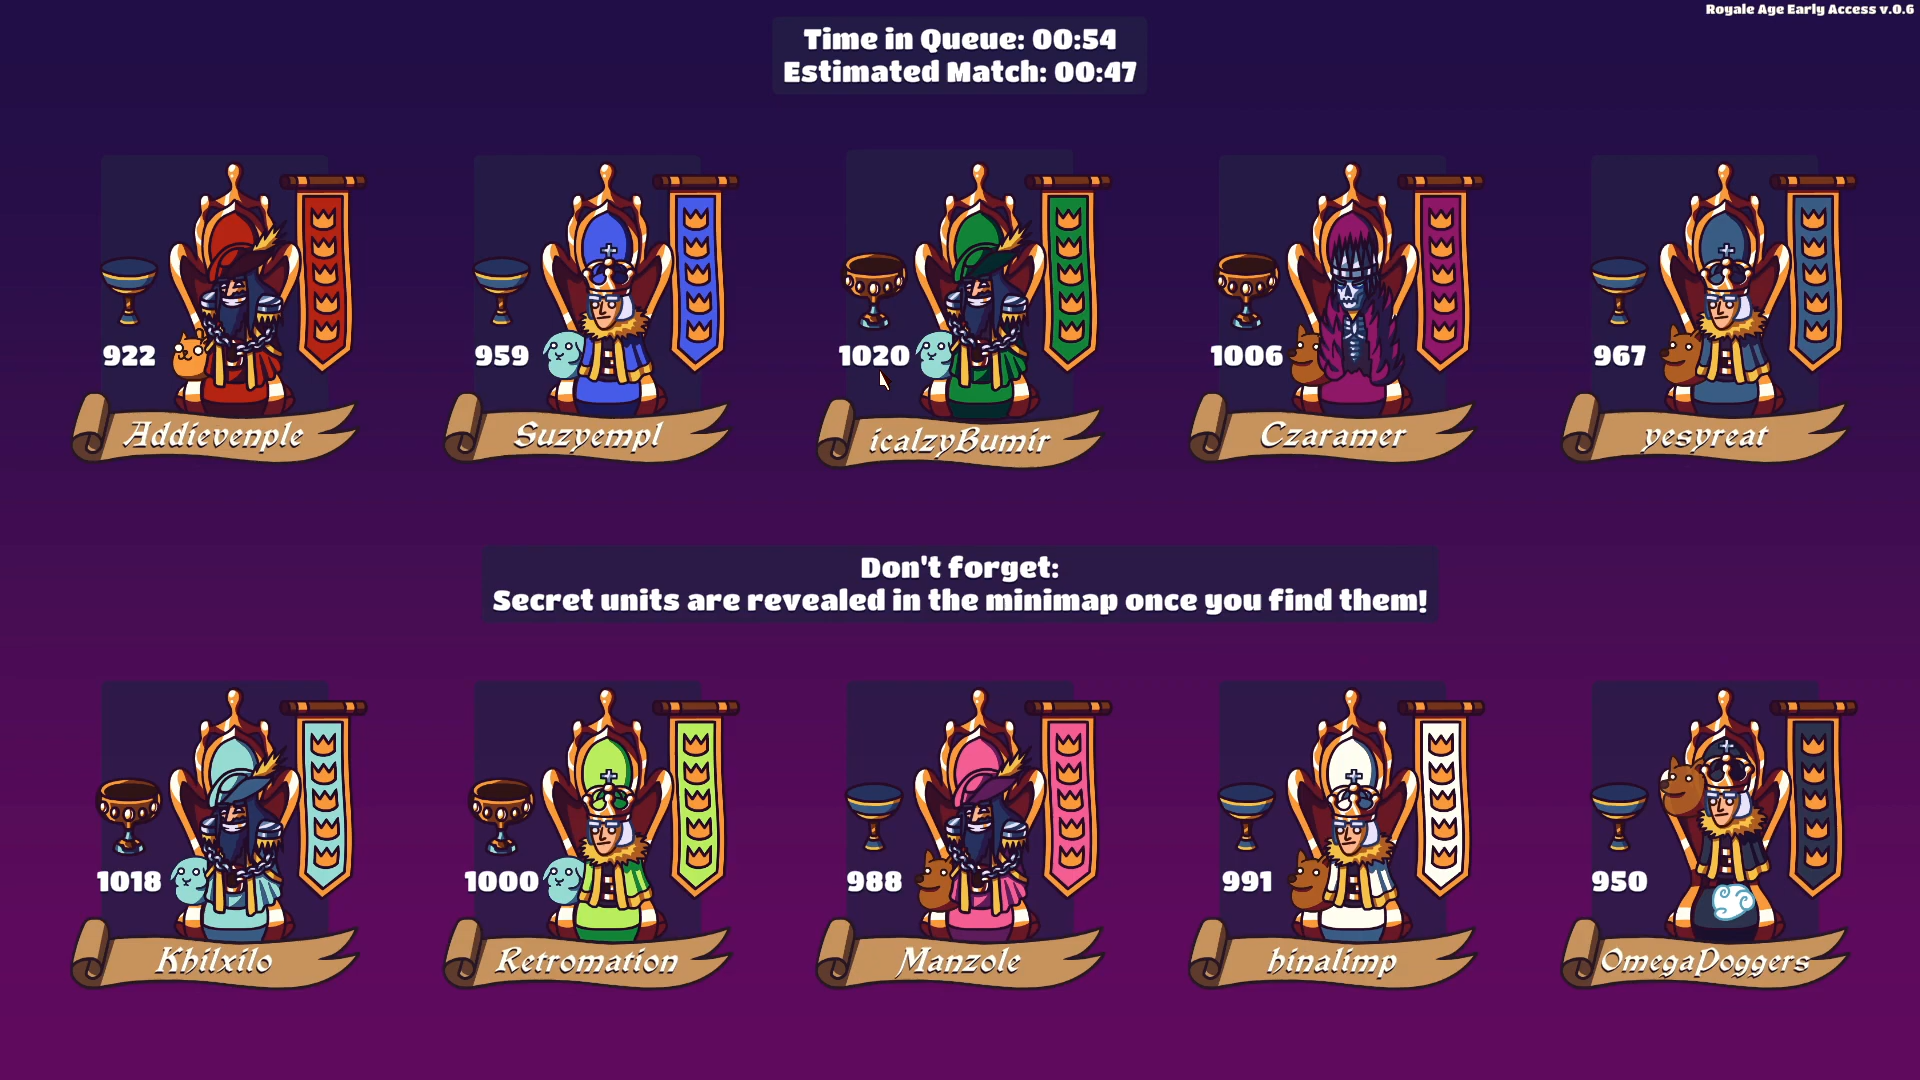 Royale Age Early Access v.0.6
Time in Queue: 00:54
Estimated Match: 00:47
922
959
1020
1006
967
Addievenple
Suzyempl
icalzyBumir
Czaramer
yesyreat
Don't forget:
Secret units are revealed in the minimap once you find them!
1018
1000
988
991
950
Khilxilo
Retromation
Manzole
binalimp
OmegaPoggers